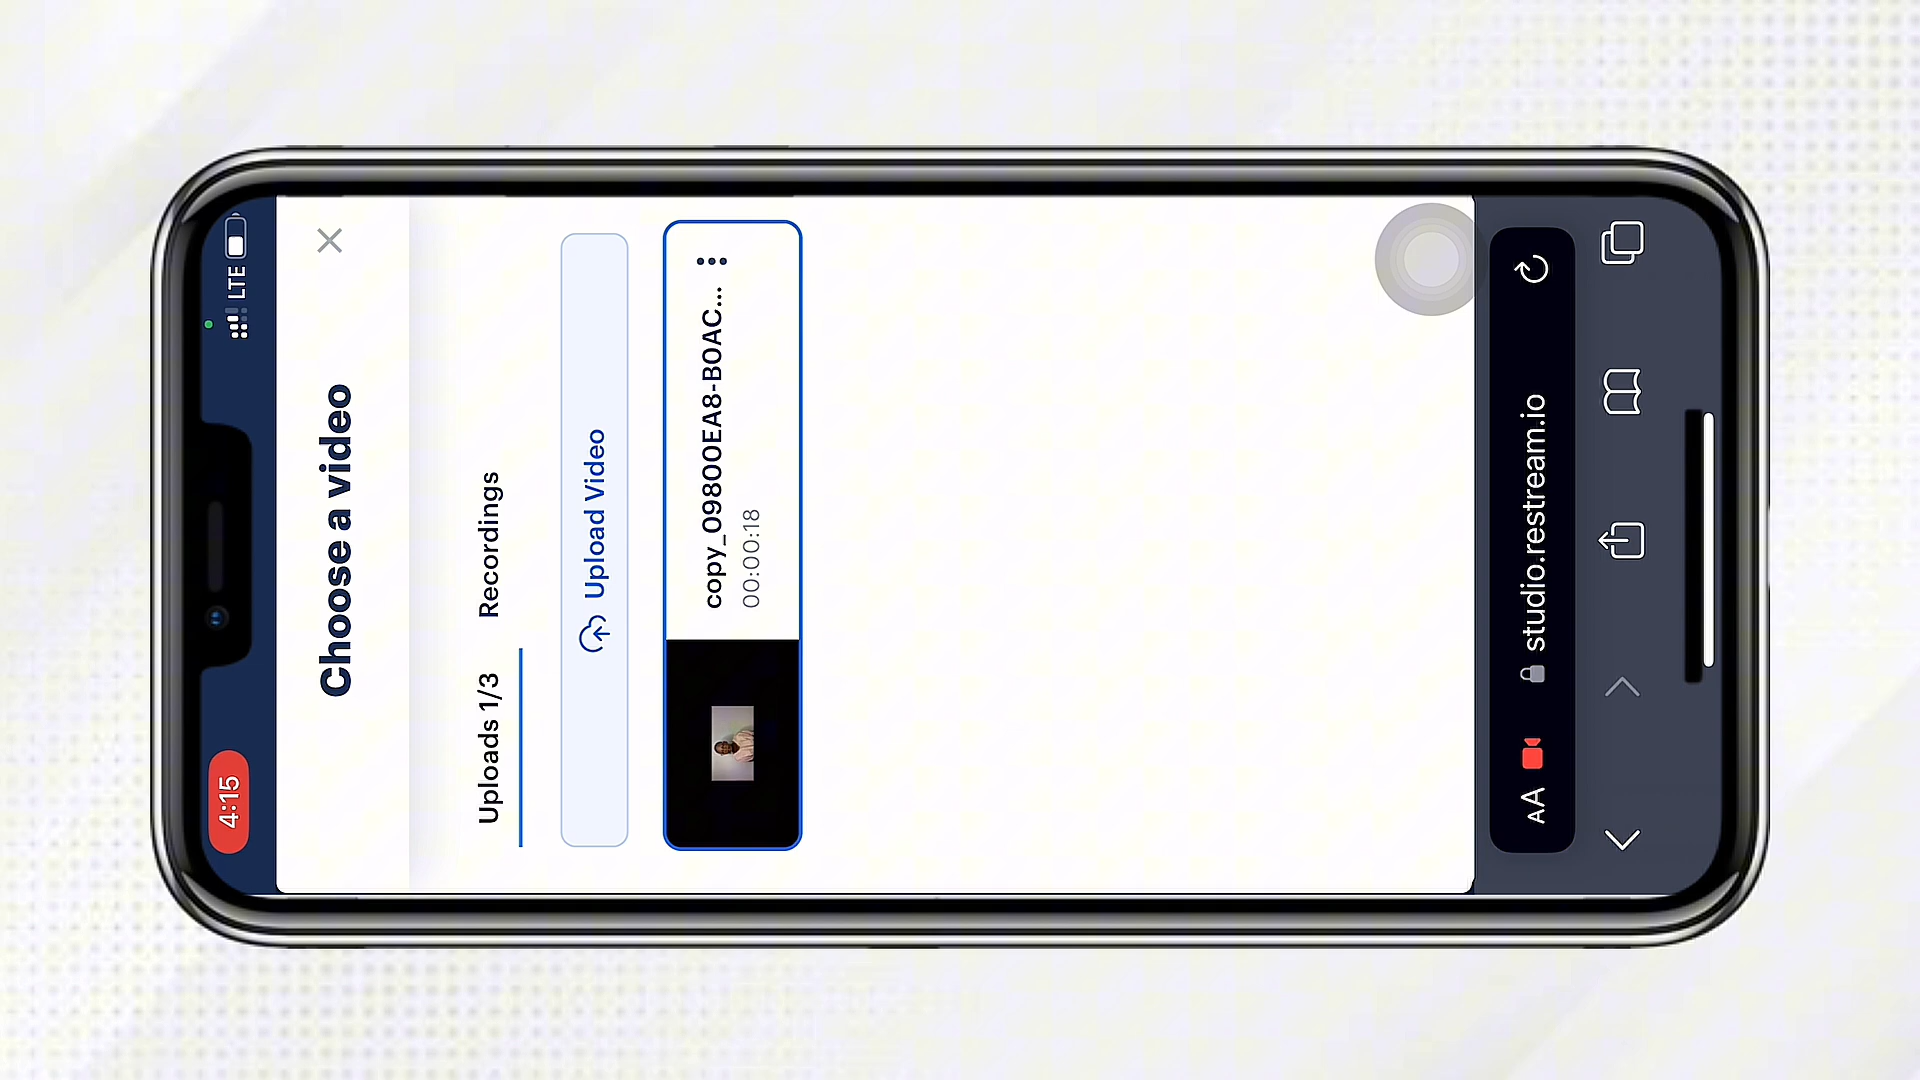 4:15
LTE
Choose a video
Uploads 1/3
Recordings
Upload Video
copy_09800EA8-B0AC...
00:00:18
AA
studio.restream.io